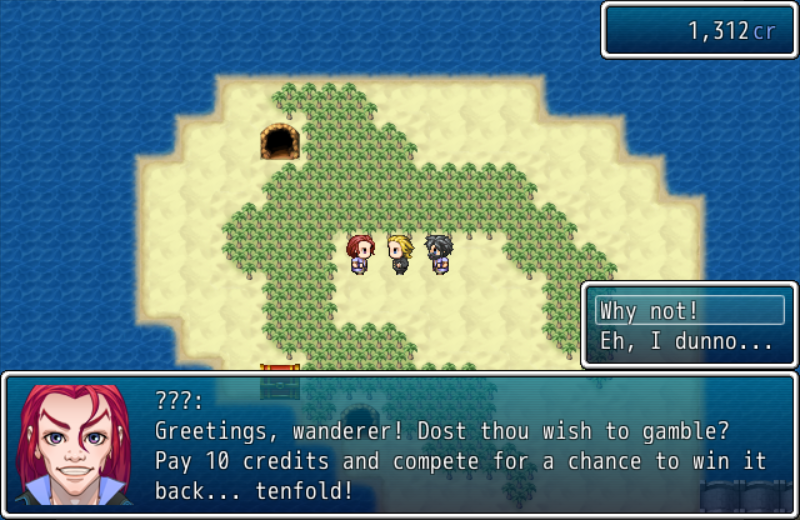 1,312cr
Why not!
Eh, I dunno...
???:
Greetings, wanderer! Dost thou wish to gamble?
Pay 10 credits and compete for a chance to win it
back... tenfold!